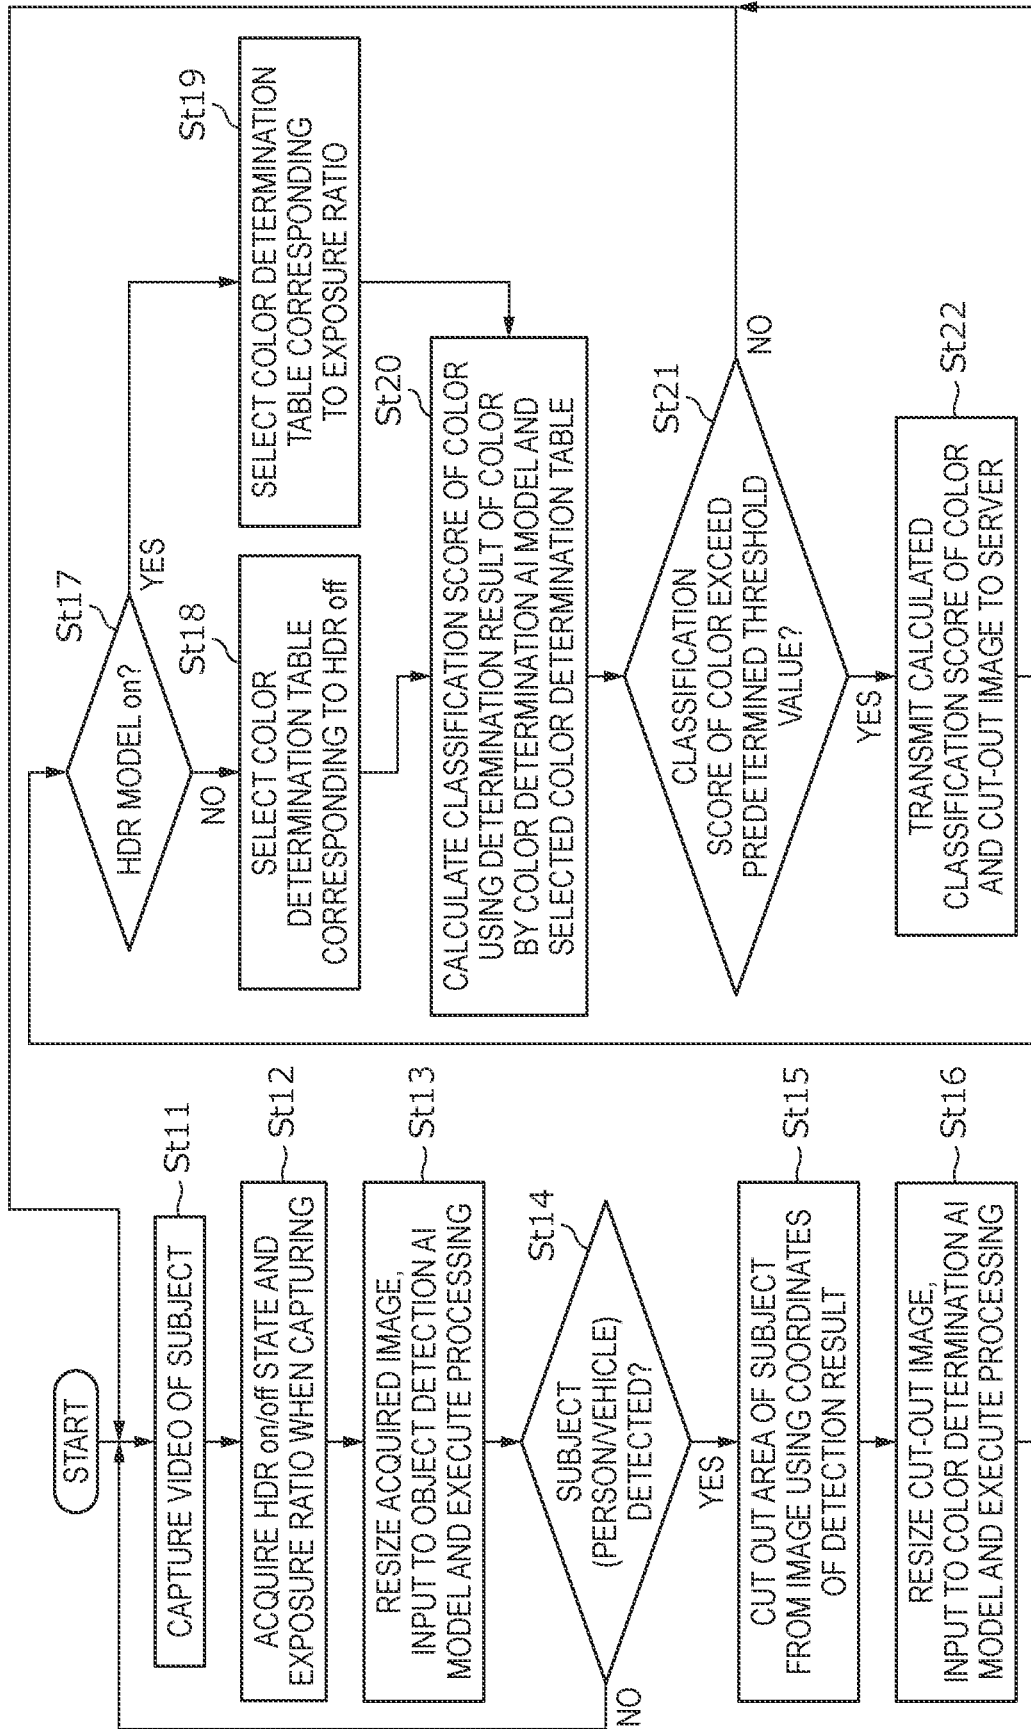 START
St11
CAPTURE VIDEO OF SUBJECT
St12
ACQUIRE HDR on/off STATE AND
EXPOSURE RATIO WHEN CAPTURING
St13
RESIZE ACQUIRED IMAGE,
INPUT TO OBJECT DETECTION AI
MODEL AND EXECUTE PROCESSING
St14
SUBJECT
(PERSON/VEHICLE)
DETECTED?
NO
YES
St15
CUT OUT AREA OF SUBJECT
FROM IMAGE USING COORDINATES
OF DETECTION RESULT
St16
RESIZE CUT-OUT IMAGE,
INPUT TO COLOR DETERMINATION AI
MODEL AND EXECUTE PROCESSING
St17
HDR MODEL on?
YES
NO
St18
SELECT COLOR
DETERMINATION TABLE
CORRESPONDING TO HDR off
St19
SELECT COLOR DETERMINATION
TABLE CORRESPONDING
TO EXPOSURE RATIO
St20
CALCULATE CLASSIFICATION SCORE OF COLOR
USING DETERMINATION RESULT OF COLOR
BY COLOR DETERMINATION AI MODEL AND
SELECTED COLOR DETERMINATION TABLE
St21
CLASSIFICATION
SCORE OF COLOR EXCEED
PREDETERMINED THRESHOLD
VALUE?
NO
YES
St22
TRANSMIT CALCULATED
CLASSIFICATION SCORE OF COLOR
AND CUT-OUT IMAGE TO SERVER